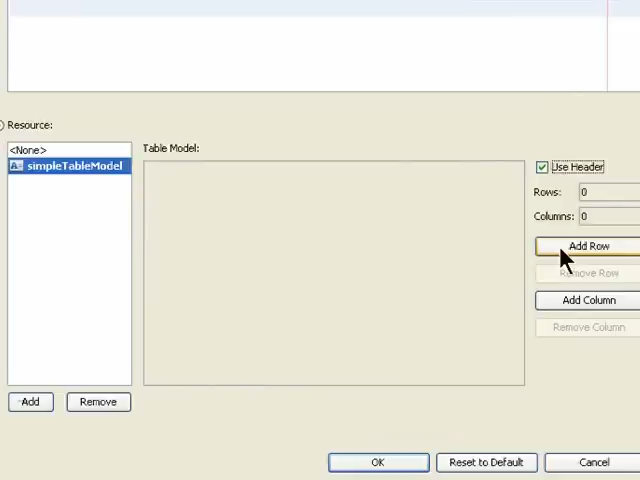 Resource:
<None>
simpleTableModel
Table Model:
Use Header
Rows: 0
Columns: 0
Add Row
Remove Row
Add Column
Remove Column
Add
Remove
OK
Reset to Default
Cancel